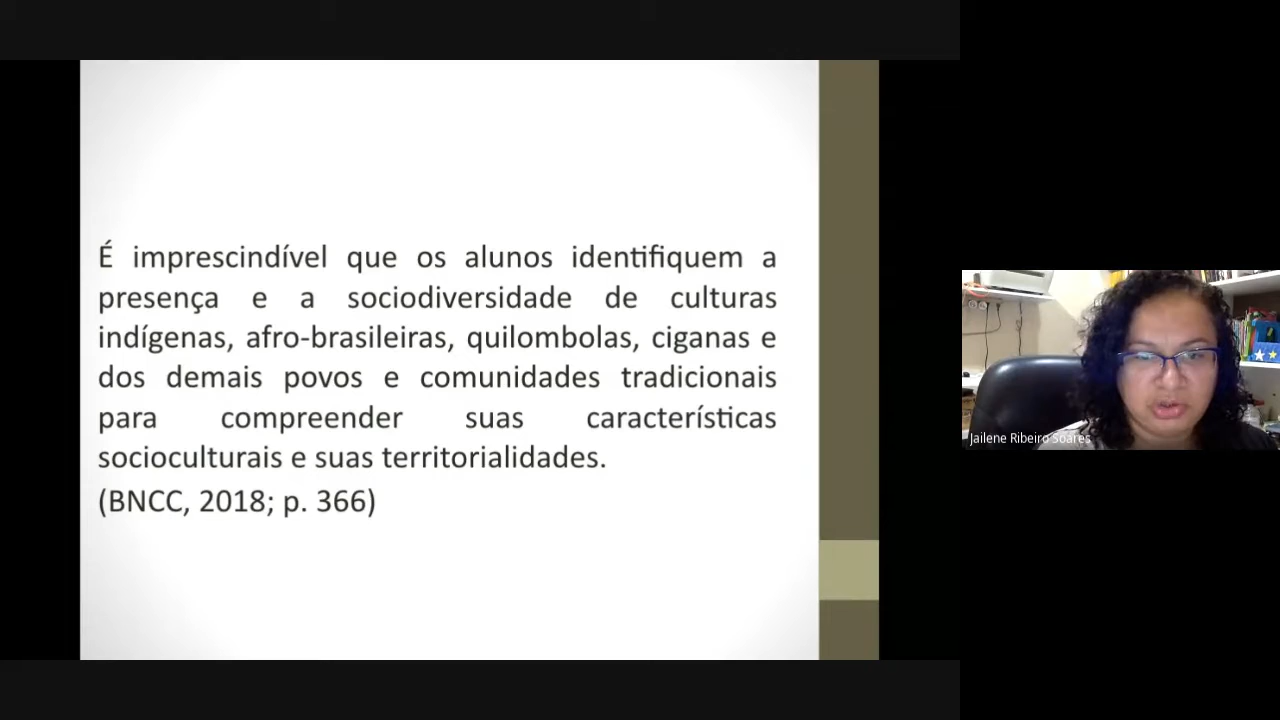 É imprescindível que os alunos identifiquem a
presença e a sociodiversidade de culturas
indígenas, afro-brasileiras, quilombolas, ciganas e
dos demais povos e comunidades tradicionais
para compreender suas características
socioculturais e suas territorialidades.
(BNCC, 2018; p. 366)
Jailene Ribeiro Soares